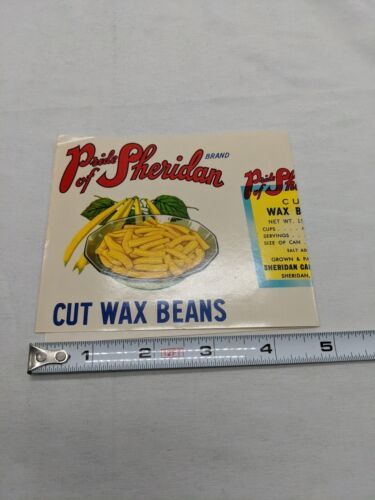 Pride
of Sheridan BRAND
CUT WAX BEANS
Pride
of
CU
WAX B
NET WT.
CUPS
SERVINGS
SIZE OF CAN
SALT AD
GROWN & PA
SHERIDAN CA
SHERIDAN,
1 2 3 4 5